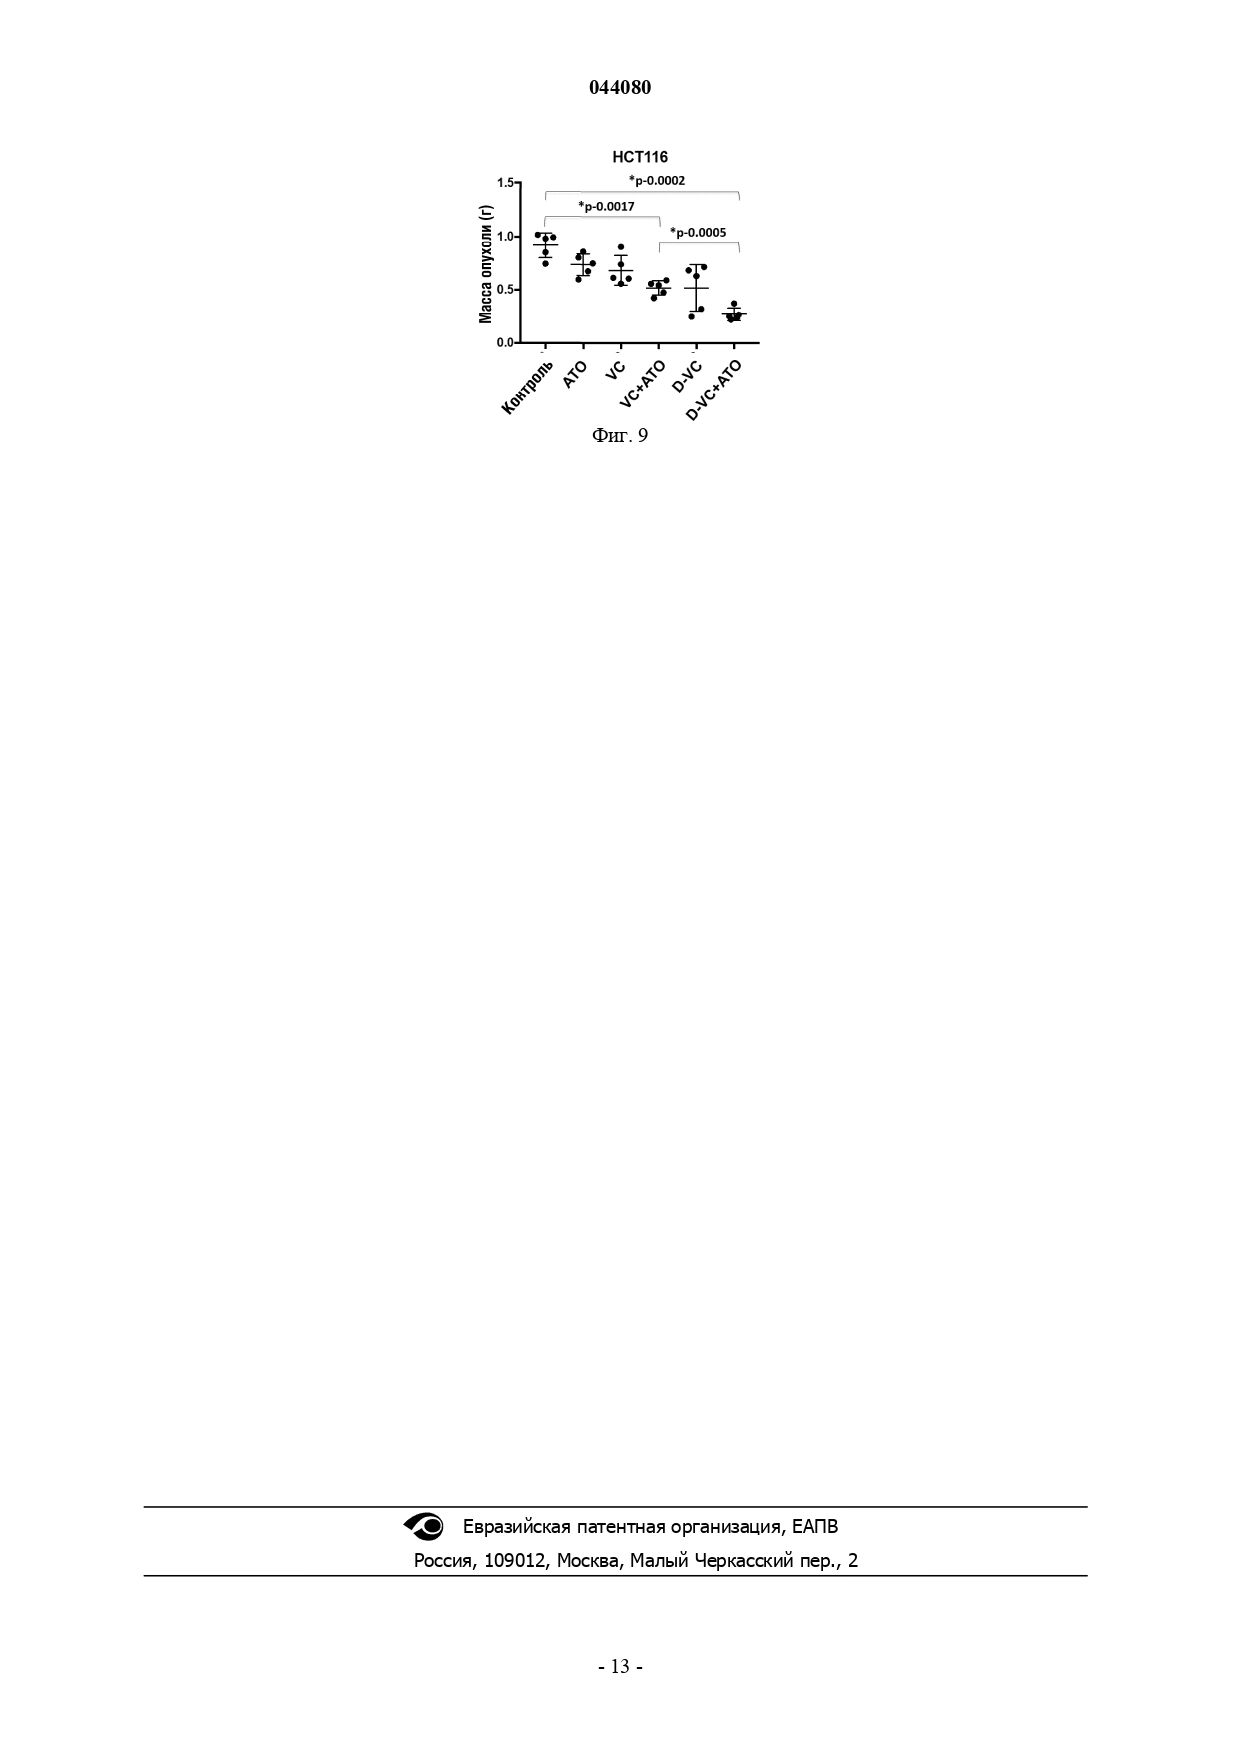 044080
HCT116
*p-0.0002
*p-0.0017
*p-0.0005
Масса опухоли (г)
1.5
1.0
0.5
0.0
Контроль
ATO
VC
VC+ATO
D-VC
D-VC+ATO
Фиг. 9
Евразийская патентная организация, ЕАПВ
Россия, 109012, Москва, Малый Черкасский пер., 2
- 13 -